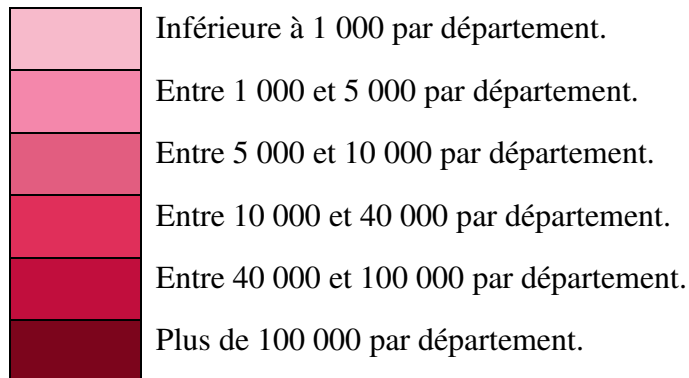 Inférieure à 1 000 par département.
Entre 1 000 et 5 000 par département.
Entre 5 000 et 10 000 par département.
Entre 10 000 et 40 000 par département.
Entre 40 000 et 100 000 par département.
Plus de 100 000 par département.